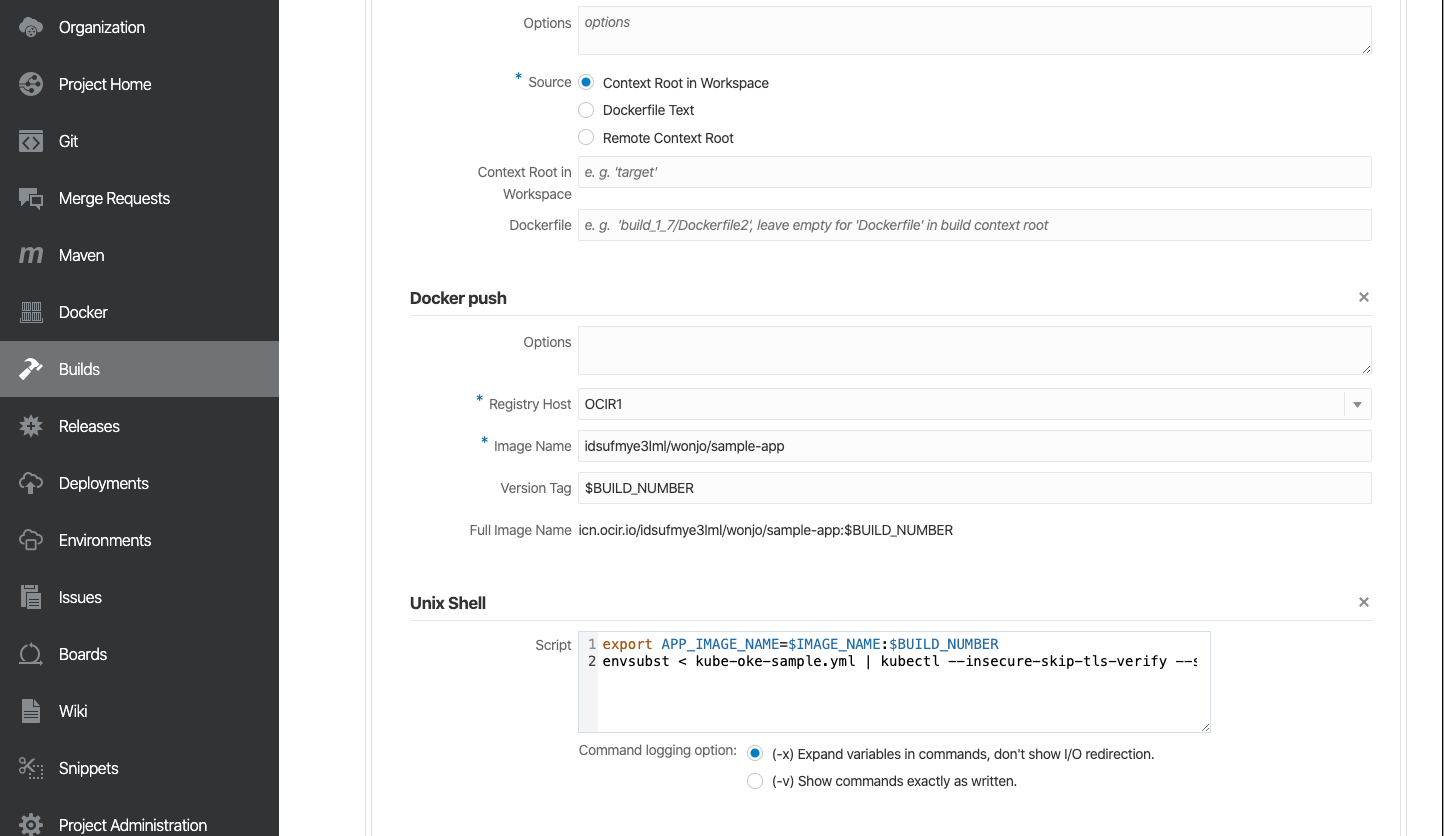 Organization
Project Home
Git
Merge Requests
Maven
Docker
Builds
Releases
Deployments
Environments
Issues
Boards
Wiki
Snippets
Project Administration
Options options
* Source Context Root in Workspace
Dockerfile Text
Remote Context Root
Context Root in Workspace e. g. 'target'
Dockerfile e. g. 'build_1_7/Dockerfile2', leave empty for 'Dockerfile' in build context root
Docker push ×
Options
* Registry Host OCIR1
* Image Name idsufmye3lml/wonjo/sample-app
Version Tag $BUILD_NUMBER
Full Image Name icn.ocir.io/idsufmye3lml/wonjo/sample-app:$BUILD_NUMBER
Unix Shell ×
Script 1 export APP_IMAGE_NAME=$IMAGE_NAME:$BUILD_NUMBER
2 envsubst < kube-oke-sample.yml | kubectl --insecure-skip-tls-verify --s
Command logging option: (-x) Expand variables in commands, don't show I/O redirection.
(-v) Show commands exactly as written.